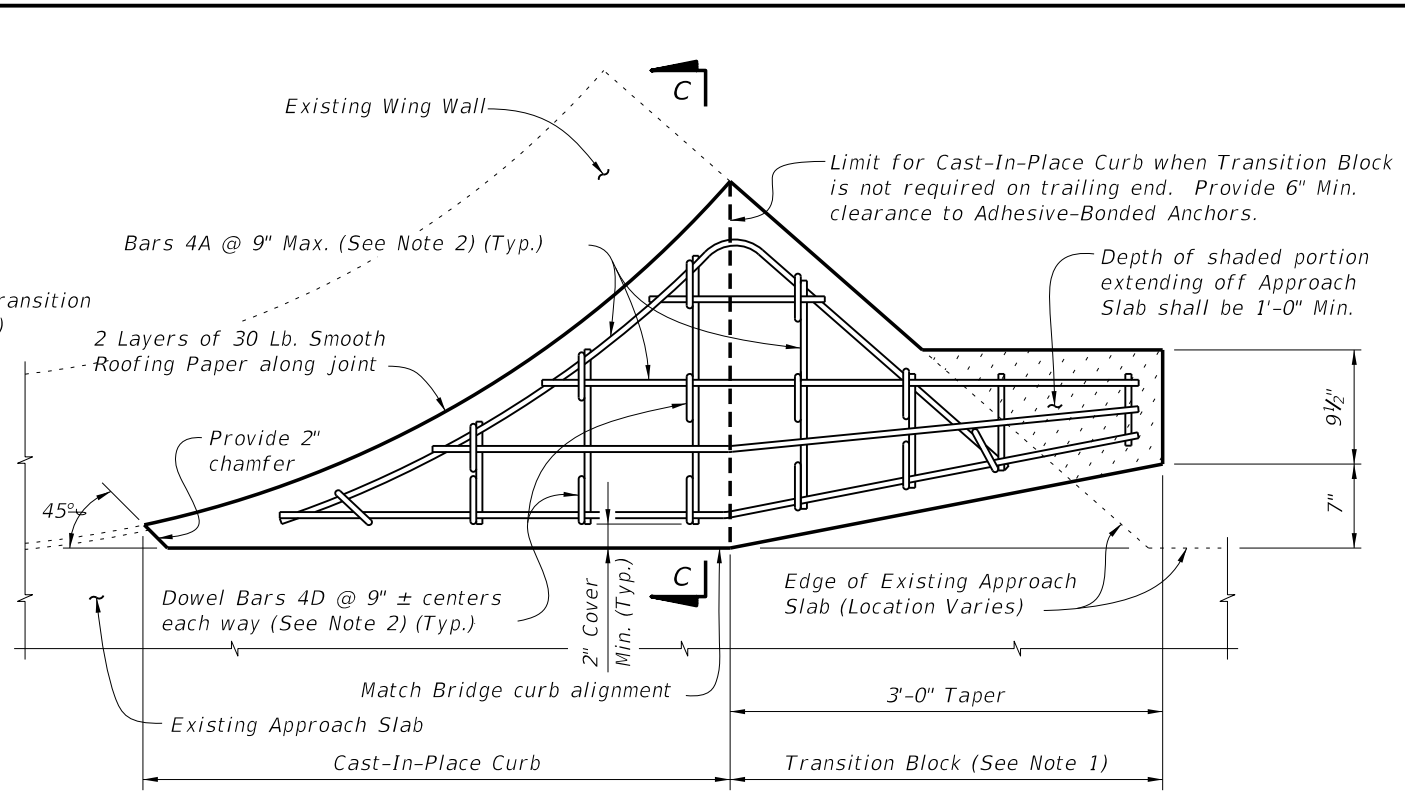 C
Existing Wing Wall
Limit for Cast-In-Place Curb when Transition Block
is not required on trailing end. Provide 6" Min.
clearance to Adhesive-Bonded Anchors.
Bars 4A @ 9" Max. (See Note 2) (Typ.)
Depth of shaded portion
extending off Approach
Slab shall be 1'-0" Min.
ransition
)
2 Layers of 30 Lb. Smooth
Roofing Paper along joint
9½"
Provide 2"
chamfer
45°
7"
C
Edge of Existing Approach
Slab (Location Varies)
Dowel Bars 4D @ 9" ± centers
each way (See Note 2) (Typ.)
2" Cover
Min. (Typ.)
Match Bridge curb alignment
3'-0" Taper
Existing Approach Slab
Cast-In-Place Curb
Transition Block (See Note 1)